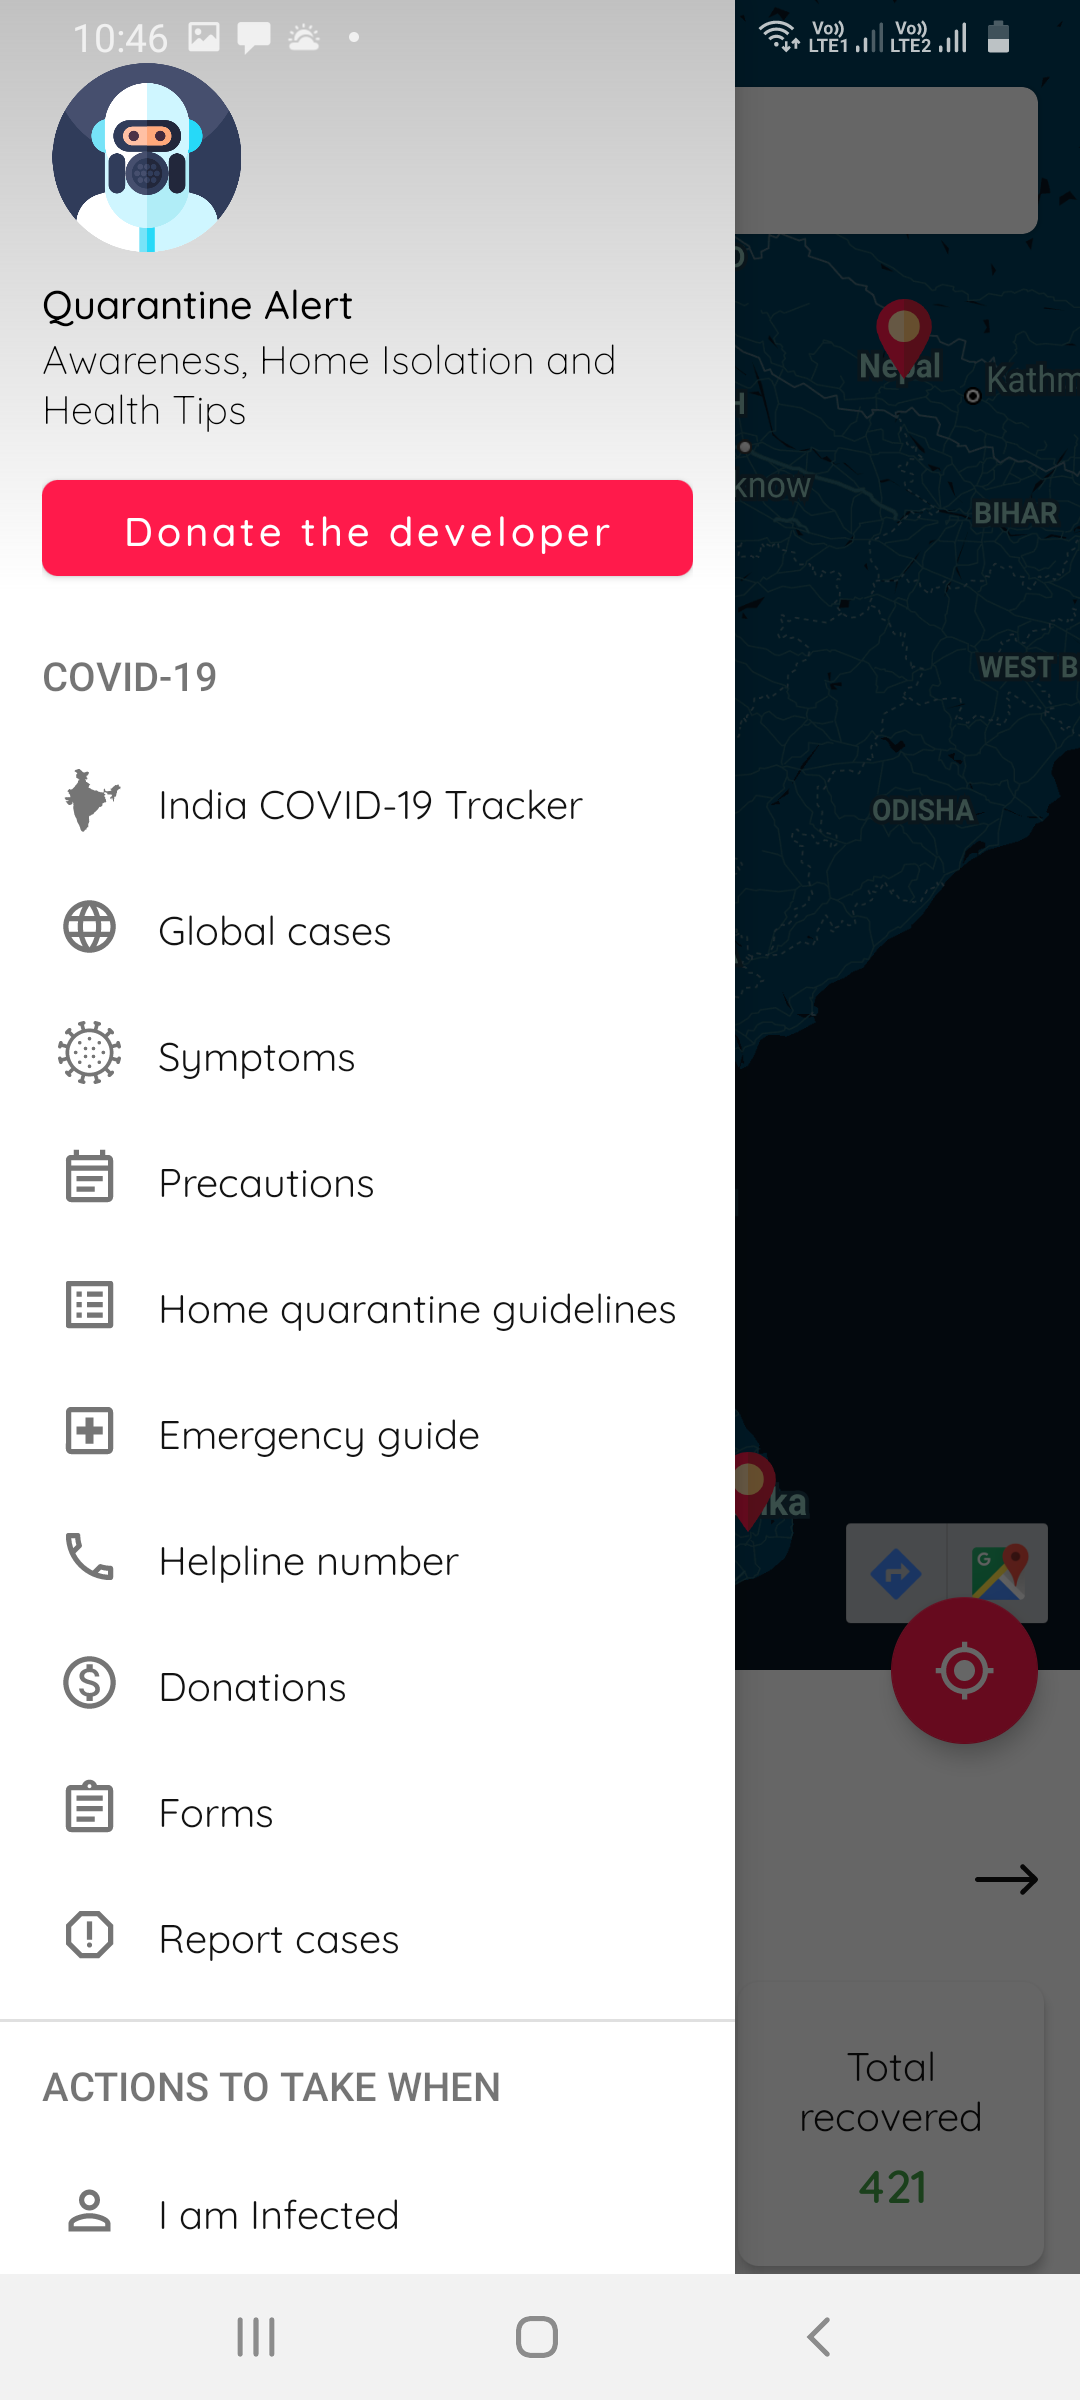 10:46
Vo))
LTE1
Vo))
LTE2
Quarantine Alert
Awareness, Home Isolation and
Health Tips
Donate the developer
COVID-19
India COVID-19 Tracker
Global cases
Symptoms
Precautions
Home quarantine guidelines
Emergency guide
Helpline number
Donations
Forms
Report cases
ACTIONS TO TAKE WHEN
I am Infected
Nepal
Kathm
know
BIHAR
WEST B
ODISHA
ka
G
Total
recovered
421